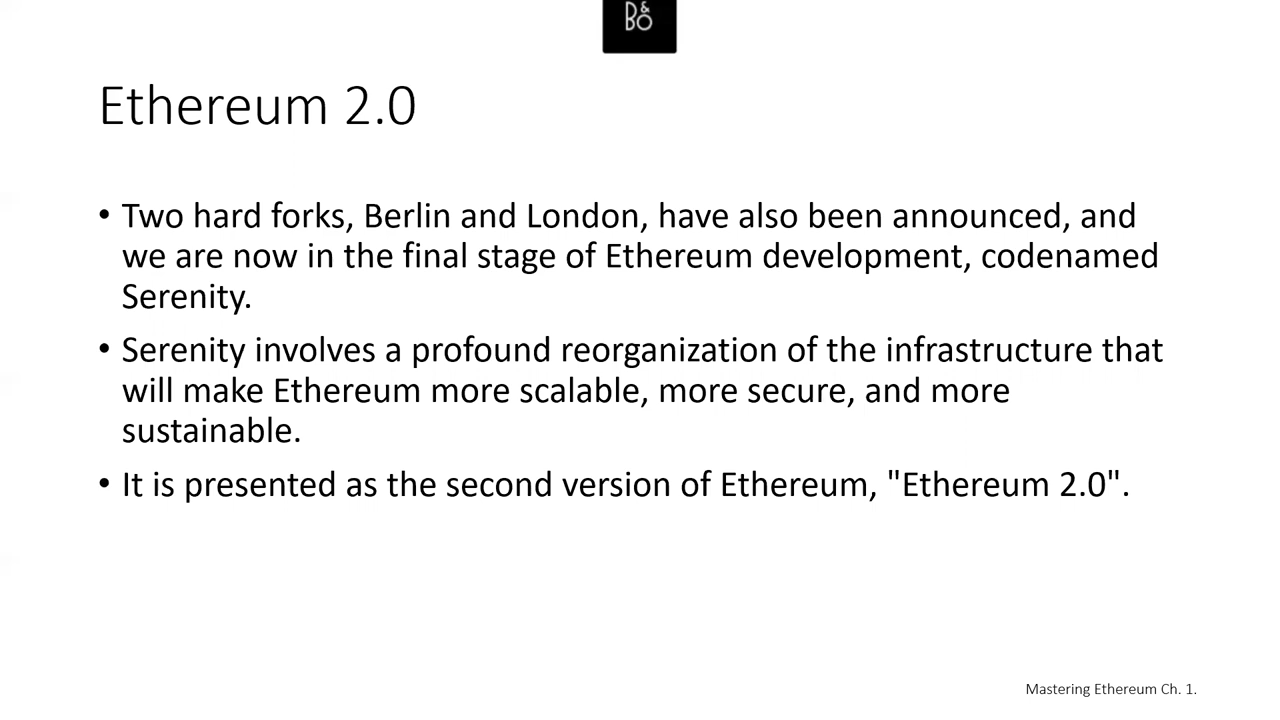 B&O
Ethereum 2.0
• Two hard forks, Berlin and London, have also been announced, and
we are now in the final stage of Ethereum development, codenamed
Serenity.
• Serenity involves a profound reorganization of the infrastructure that
will make Ethereum more scalable, more secure, and more
sustainable.
• It is presented as the second version of Ethereum, "Ethereum 2.0".
Mastering Ethereum Ch. 1.